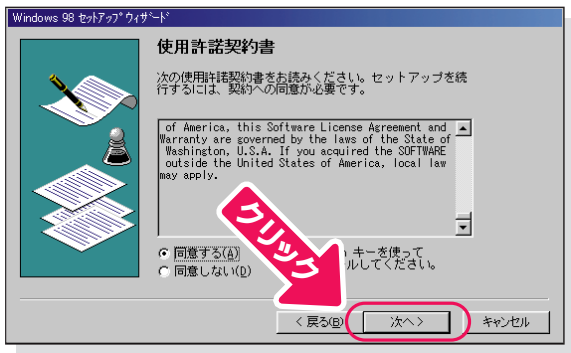 Windows 98 ｾｯﾄｱｯﾌﾟ ｳｨｻﾞｰﾄﾞ
使用許諾契約書
次の使用許諾契約書をお読みください。セットアップを続
行するには、契約への同意が必要です。
of America, this Software License Agreement and
Warranty are governed by the laws of the State of
Washington, U.S.A. If you acquired the SOFTWARE
outside the United States of America, local law
may apply.
クリック
同意する(A)
キーを使って
同意しない(D)
ルしてください。
< 戻る(B)
次へ >
キャンセル